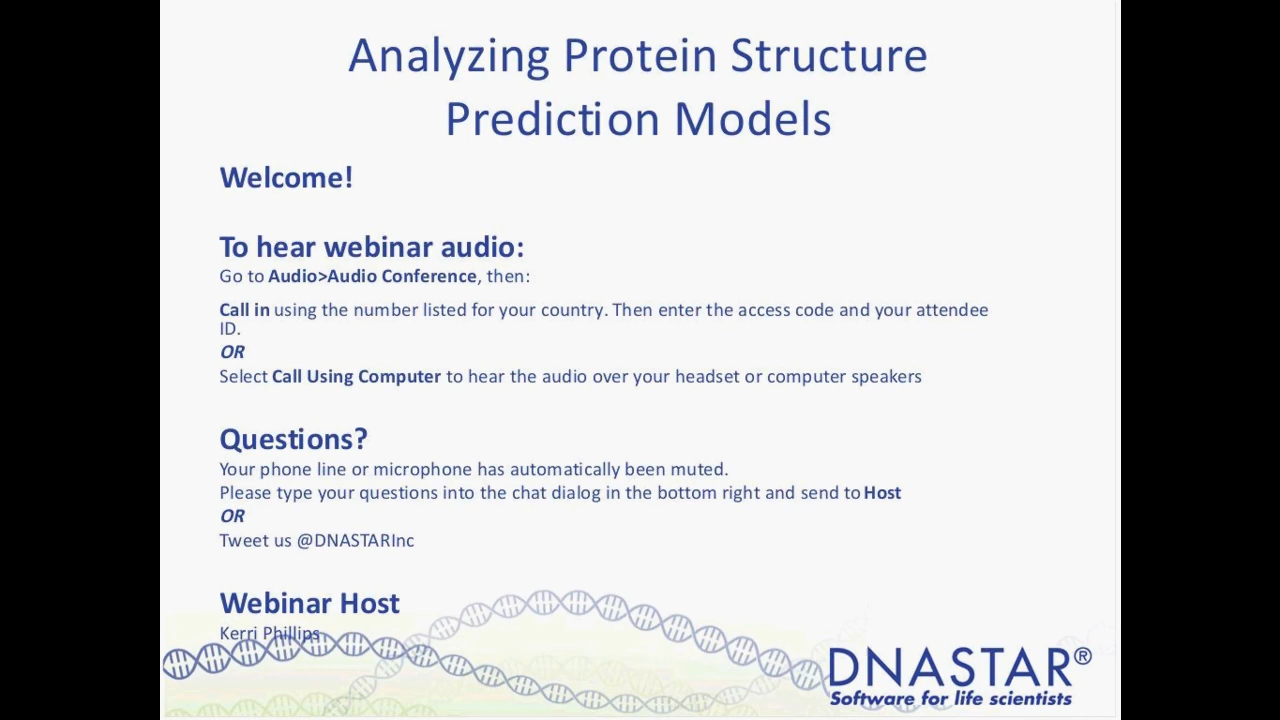 Analyzing Protein Structure
Prediction Models
Welcome!
To hear webinar audio:
Go to Audio>Audio Conference, then:
Call in using the number listed for your country. Then enter the access code and your attendee
ID.
OR
Select Call Using Computer to hear the audio over your headset or computer speakers
Questions?
Your phone line or microphone has automatically been muted.
Please type your questions into the chat dialog in the bottom right and send to Host
OR
Tweet us @DNASTARInc
Webinar Host
Kerri Phillips
DNASTAR®
Software for life scientists